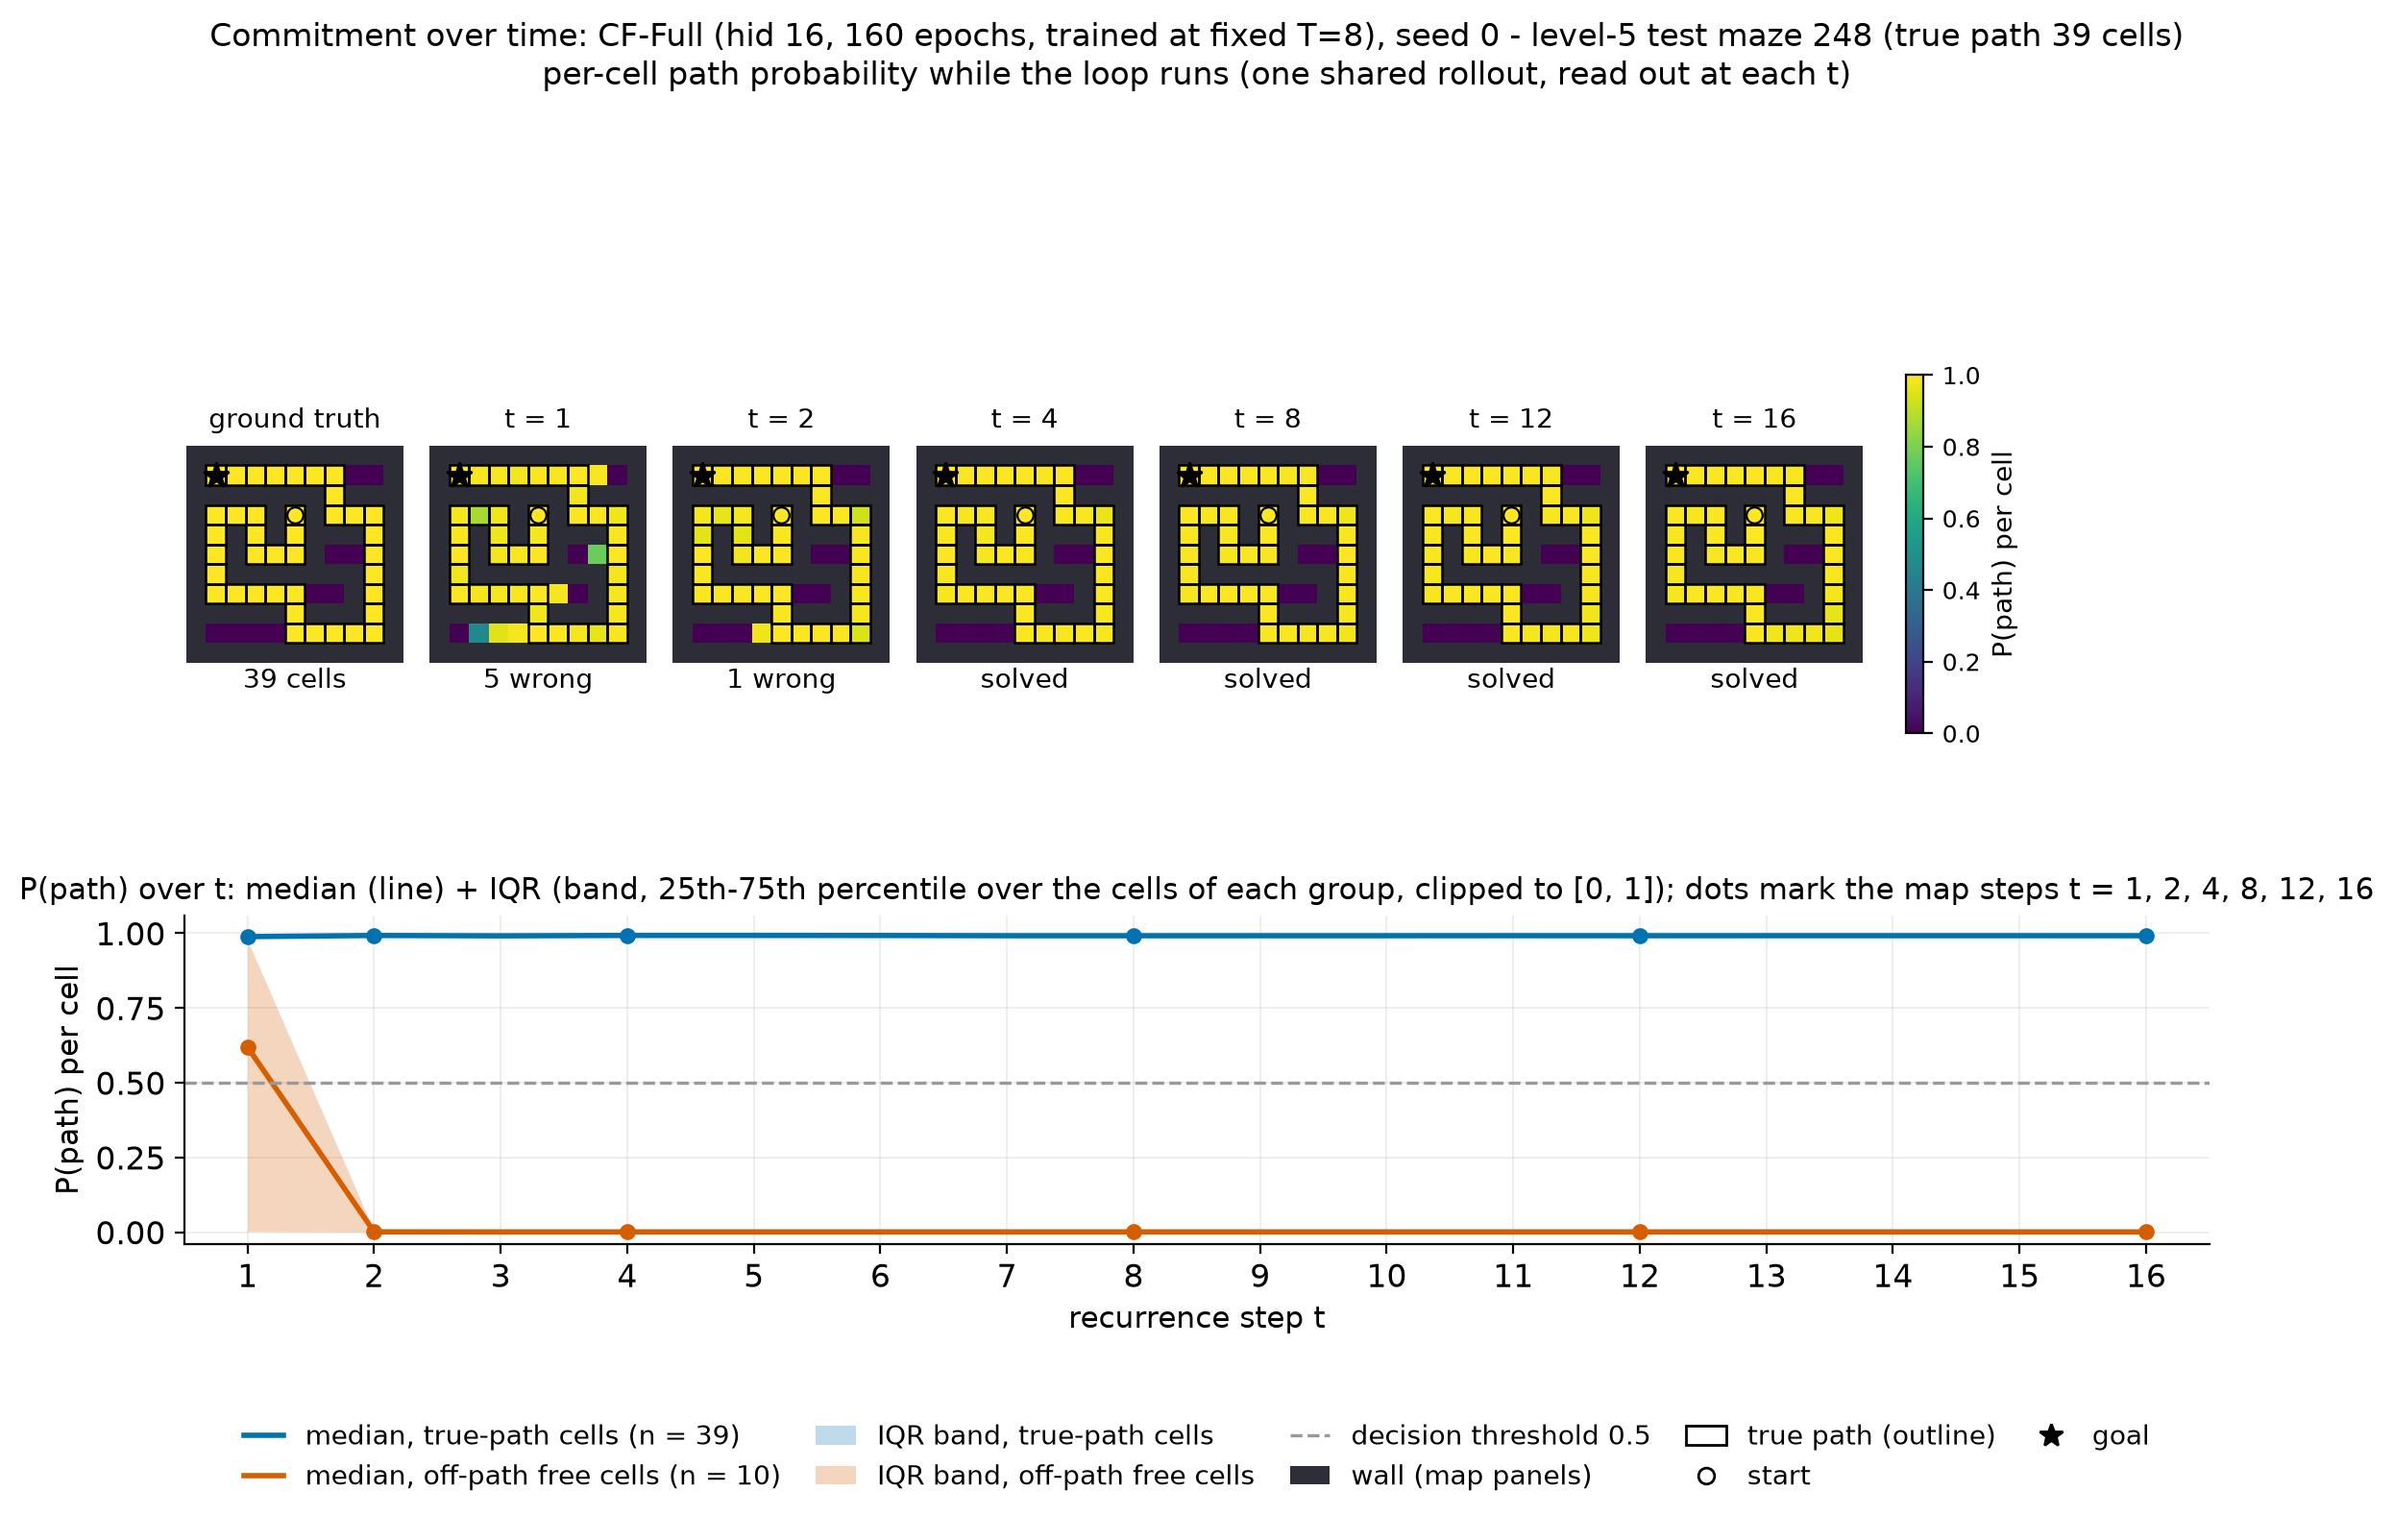 Commitment over time: CF-Full (hid 16, 160 epochs, trained at fixed T=8), seed 0 - level-5 test maze 248 (true path 39 cells)
per-cell path probability while the loop runs (one shared rollout, read out at each t)
ground truth
t = 1
t = 2
t = 4
t = 8
t = 12
t = 16
39 cells
5 wrong
1 wrong
solved
solved
solved
solved
1.0
0.8
0.6
0.4
0.2
0.0
P(path) per cell
P(path) over t: median (line) + IQR (band, 25th-75th percentile over the cells of each group, clipped to [0, 1]); dots mark the map steps t = 1, 2, 4, 8, 12, 16
1.00
0.75
0.50
0.25
0.00
P(path) per cell
1 2 3 4 5 6 7 8 9 10 11 12 13 14 15 16
recurrence step t
median, true-path cells (n = 39)
median, off-path free cells (n = 10)
IQR band, true-path cells
IQR band, off-path free cells
decision threshold 0.5
wall (map panels)
true path (outline)
start
goal